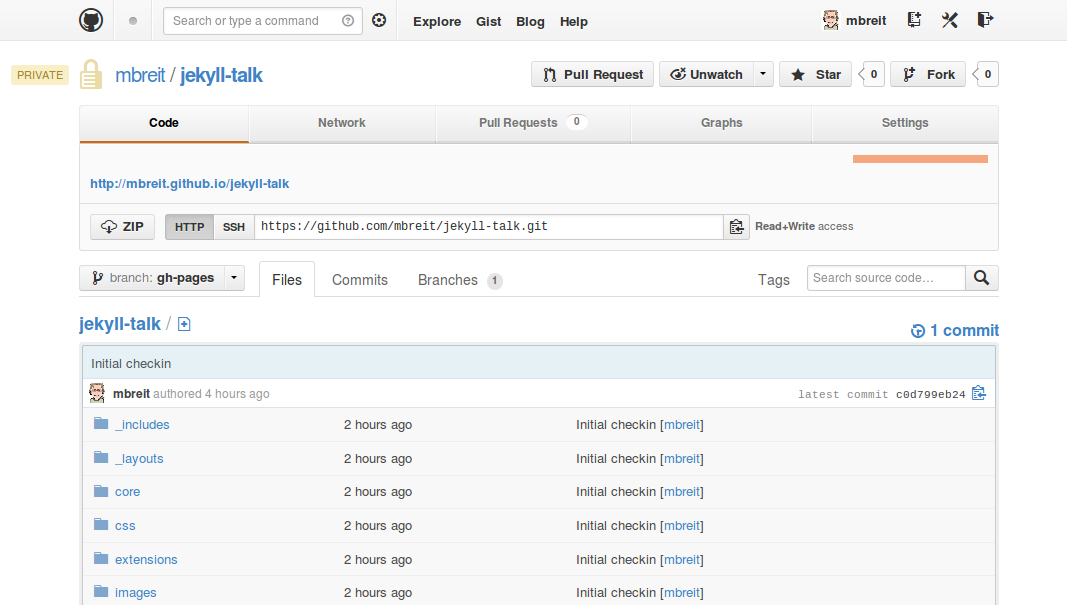 Search or type a command
Explore Gist Blog Help
mbreit
PRIVATE mbreit / jekyll-talk
Pull Request Unwatch Star 0 Fork 0
Code Network Pull Requests 0 Graphs Settings
http://mbreit.github.io/jekyll-talk
ZIP HTTP SSH https://github.com/mbreit/jekyll-talk.git Read+Write access
branch: gh-pages Files Commits Branches 1 Tags Search source code...
jekyll-talk / 1 commit
Initial checkin
mbreit authored 4 hours ago latest commit c0d799eb24
_includes 2 hours ago Initial checkin [mbreit]
_layouts 2 hours ago Initial checkin [mbreit]
core 2 hours ago Initial checkin [mbreit]
css 2 hours ago Initial checkin [mbreit]
extensions 2 hours ago Initial checkin [mbreit]
images 2 hours ago Initial checkin [mbreit]